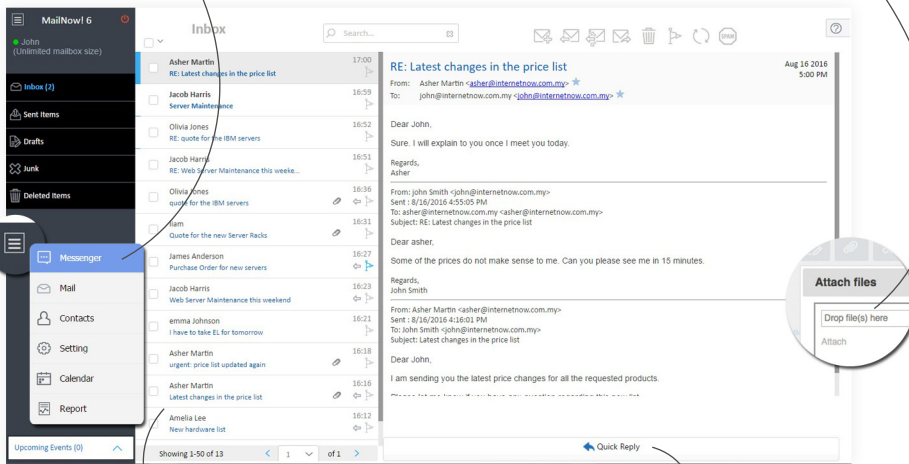 MailNow! 6
John
(Unlimited mailbox size)
Inbox (2)
Sent Items
Drafts
Junk
Deleted Items
Messenger
Mail
Contacts
Setting
Calendar
Report
Upcoming Events (0)
Inbox
Search...
SPAM
Asher Martin 17:00
RE: Latest changes in the price list
Jacob Harris 16:59
Server Maintenance
Olivia Jones 16:52
RE: quote for the IBM servers
Jacob Harris 16:51
RE: Web Server Maintenance this weeke...
Olivia Jones 16:36
quote for the IBM servers
liam 16:31
Quote for the new Server Racks
James Anderson 16:27
Purchase Order for new servers
Jacob Harris 16:23
Web Server Maintenance this weekend
emma Johnson 16:21
I have to take EL for tomorrow
Asher Martin 16:18
urgent: price list updated again
Asher Martin 16:16
Latest changes in the price list
Amelia Lee 16:12
New hardware list
Showing 1-50 of 13 < 1 of 1 >
RE: Latest changes in the price list
Aug 16 2016
5:00 PM
From: Asher Martin <asher@internetnow.com.my>
To: john@internetnow.com.my <john@internetnow.com.my>
Dear John,
Sure. I will explain to you once I meet you today.
Regards,
Asher
From: john Smith <john@internetnow.com.my>
Sent : 8/16/2016 4:55:05 PM
To: asher@internetnow.com.my <asher@internetnow.com.my>
Subject: RE: Latest changes in the price list
Dear asher,
Some of the prices do not make sense to me. Can you please see me in 15 minutes.
Regards,
John Smith
From: Asher Martin <asher@internetnow.com.my>
Sent : 8/16/2016 4:16:01 PM
To: John Smith <john@internetnow.com.my>
Subject: Latest changes in the price list
Dear John,
I am sending you the latest price changes for all the requested products.
Please let me know if you have any question regarding this new list
Quick Reply
?
Attach files
Drop file(s) here
Attach